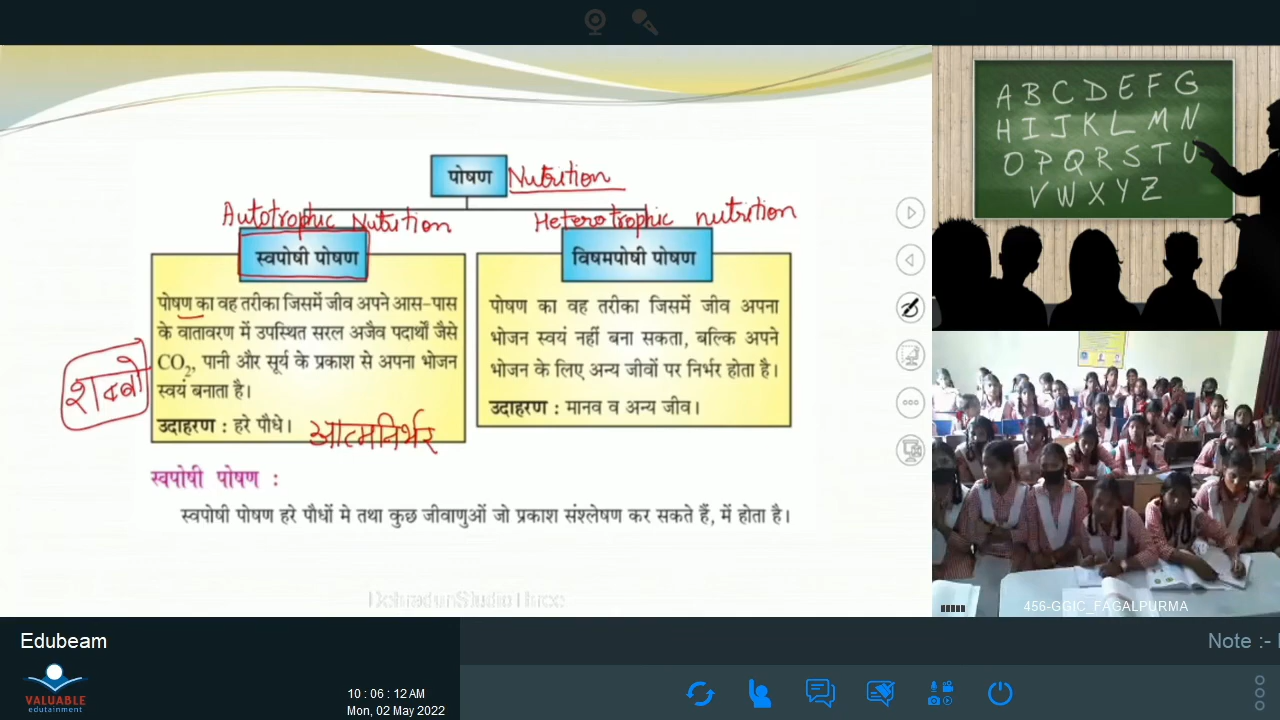 पोषण Nutrition
Autotrophic Nutrition
Heterotrophic nutrition
स्वपोषी पोषण
पोषण का वह तरीका जिसमें जीव अपने आस-पास
के वातावरण में उपस्थित सरल अजैव पदार्थों जैसे
CO₂, पानी और सूर्य के प्रकाश से अपना भोजन
स्वयं बनाता है।
उदाहरण : हरे पौधे।
आत्मनिर्भर
विषमपोषी पोषण
पोषण का वह तरीका जिसमें जीव अपना
भोजन स्वयं नहीं बना सकता, बल्कि अपने
भोजन के लिए अन्य जीवों पर निर्भर होता है।
उदाहरण : मानव व अन्य जीव।
स्वपोषी पोषण :
स्वपोषी पोषण हरे पौधों मे तथा कुछ जीवाणुओं जो प्रकाश संश्लेषण कर सकते हैं, में होता है।
DehradunStudioThree
A B C D E F G
H I J K L M N
O P Q R S T U
V W X Y Z
456-GGIC_FAGALPURMA
Edubeam
VALUABLE
edutainment
10 : 06 : 12 AM
Mon, 02 May 2022
Note :-